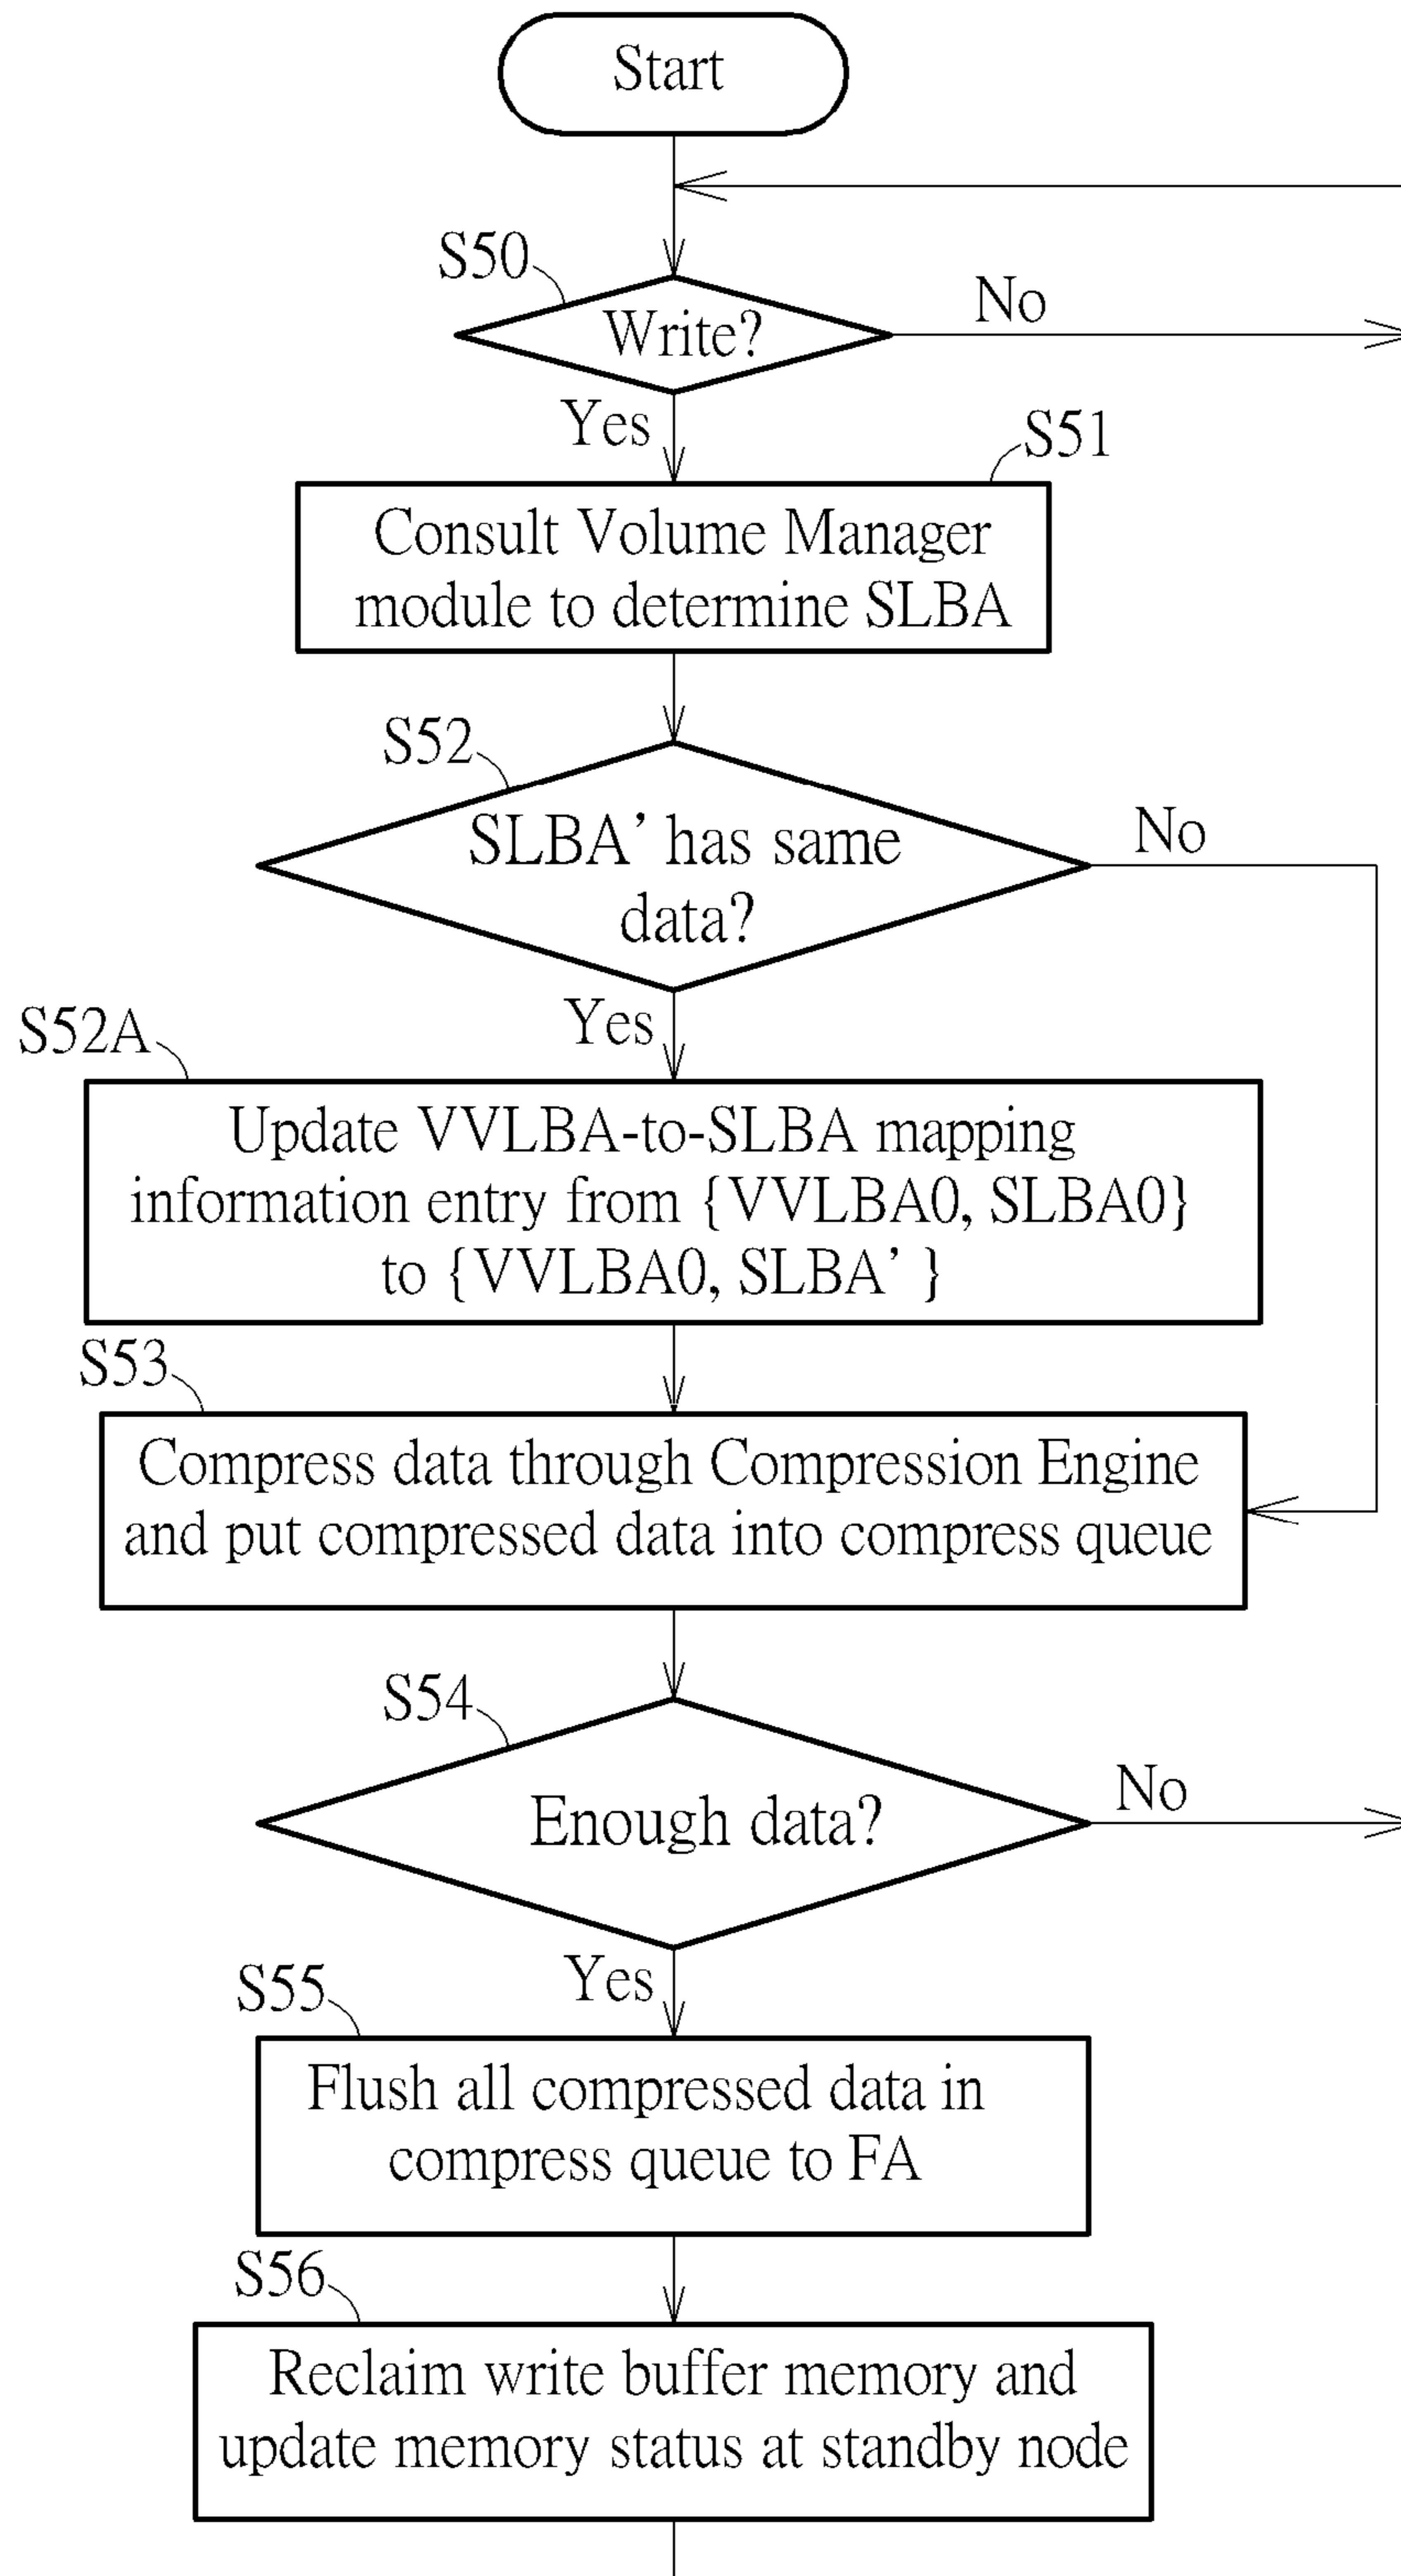 Start
S50
Write?
No
Yes
S51
Consult Volume Manager
module to determine SLBA
S52
SLBA’ has same
data?
No
Yes
S52A
Update VVLBA-to-SLBA mapping
information entry from {VVLBA0, SLBA0}
to {VVLBA0, SLBA’ }
S53
Compress data through Compression Engine
and put compressed data into compress queue
S54
Enough data?
No
Yes
S55
Flush all compressed data in
compress queue to FA
S56
Reclaim write buffer memory and
update memory status at standby node